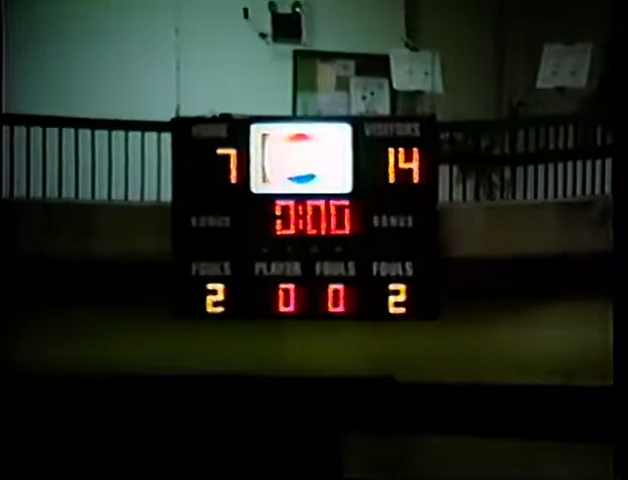 HOME VISITORS
7 14
0:00
BONUS BONUS
FOULS PLAYER FOULS FOULS
2 0 0 2